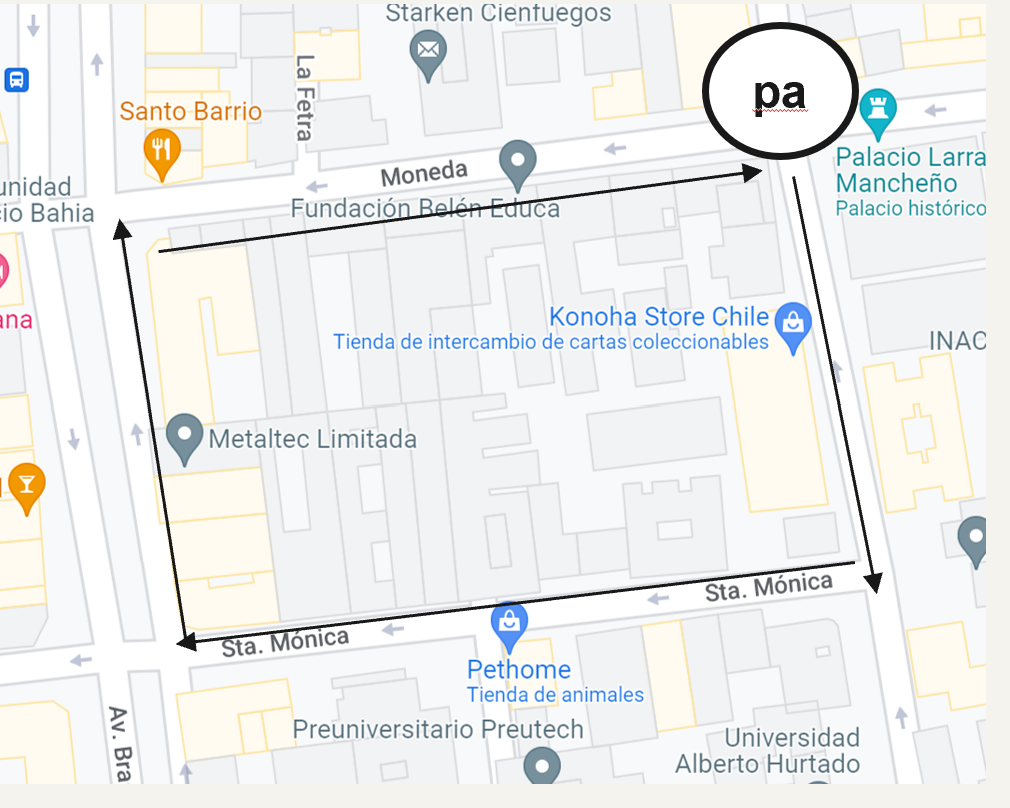 Starken Cienfuegos
pa
La Fetra
Santo Barrio
Moneda
Palacio Larra
Mancheño
Palacio histórico
unidad
cio Bahia
Fundación Belén Educa
ana
Konoha Store Chile
Tienda de intercambio de cartas coleccionables
INAC
Metaltec Limitada
Sta. Mónica
Sta. Mónica
Pethome
Tienda de animales
Av. Bra
Preuniversitario Preutech
Universidad
Alberto Hurtado